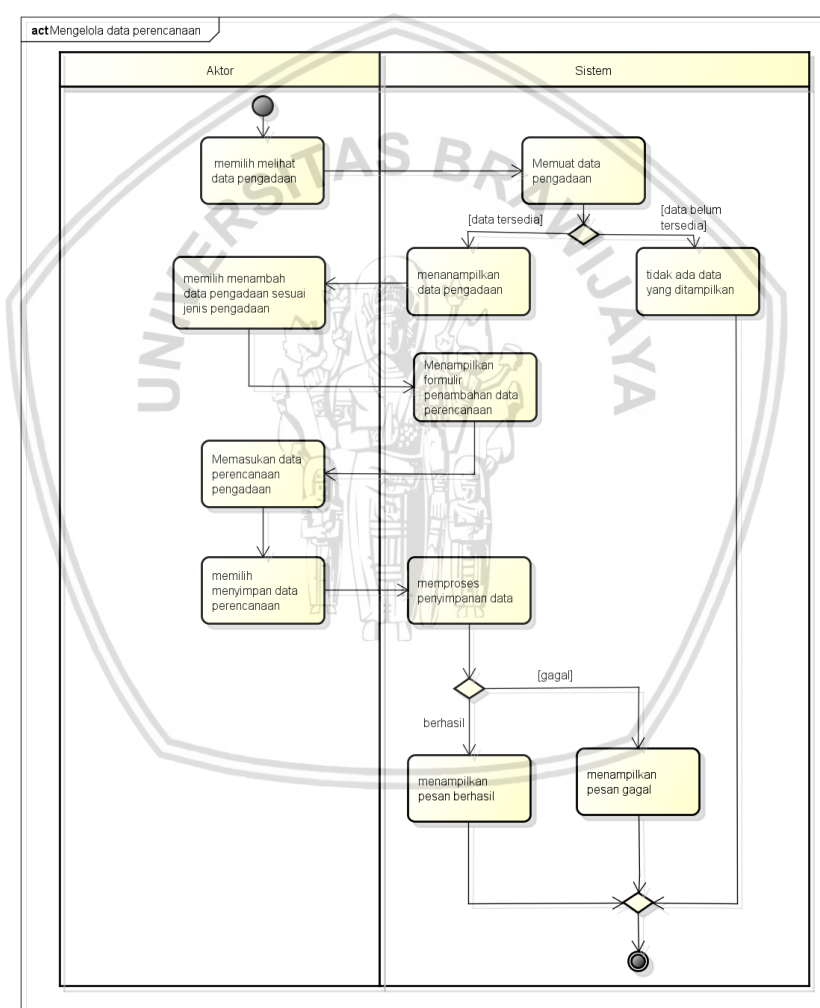 act Mengelola data perencanaan
Aktor
Sistem
memilih melihat
data pengadaan
Memuat data
pengadaan
[data tersedia]
[data belum
tersedia]
menanampilkan
data pengadaan
tidak ada data
yang ditampilkan
memilih menambah
data pengadaan sesuai
jenis pengadaan
Menampilkan
formulir
penambahan data
perencanaan
Memasukan data
perencanaan
pengadaan
memilih
menyimpan data
perencanaan
memproses
penyimpanan data
[gagal]
berhasil
menampilkan
pesan berhasil
menampilkan
pesan gagal
UNIVERSITAS BRAWIJAYA